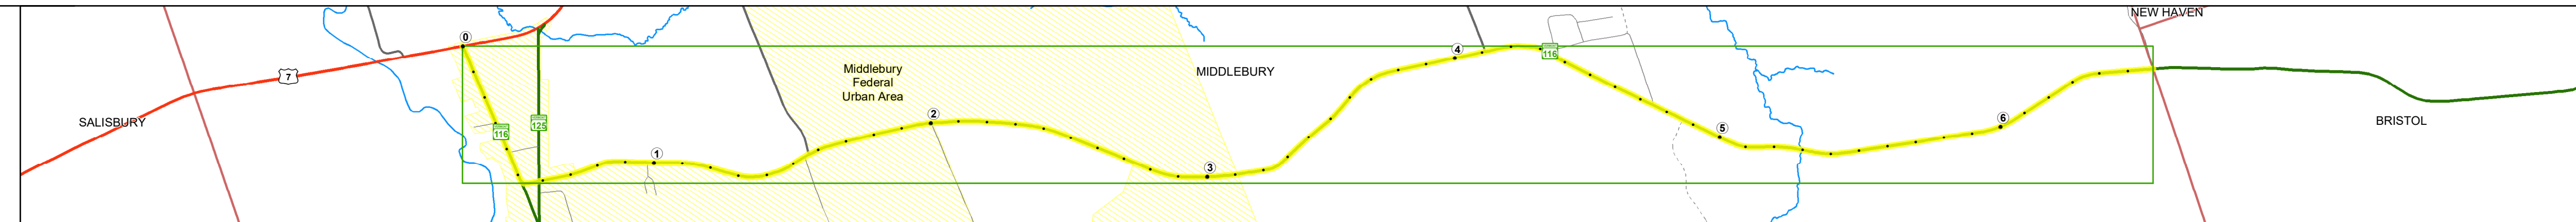 NEW HAVEN
0
4
116
7
Middlebury
Federal
Urban Area
MIDDLEBURY
SALISBURY
116
125
2
5
6
BRISTOL
1
3